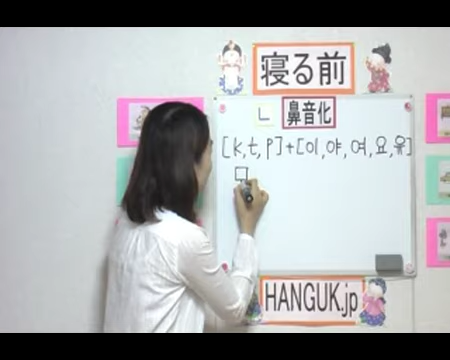 寝る前
ㄴ 鼻音化
[k,t,p]+[이,야,여,요,유]
ㅁ
HANGUK.jp